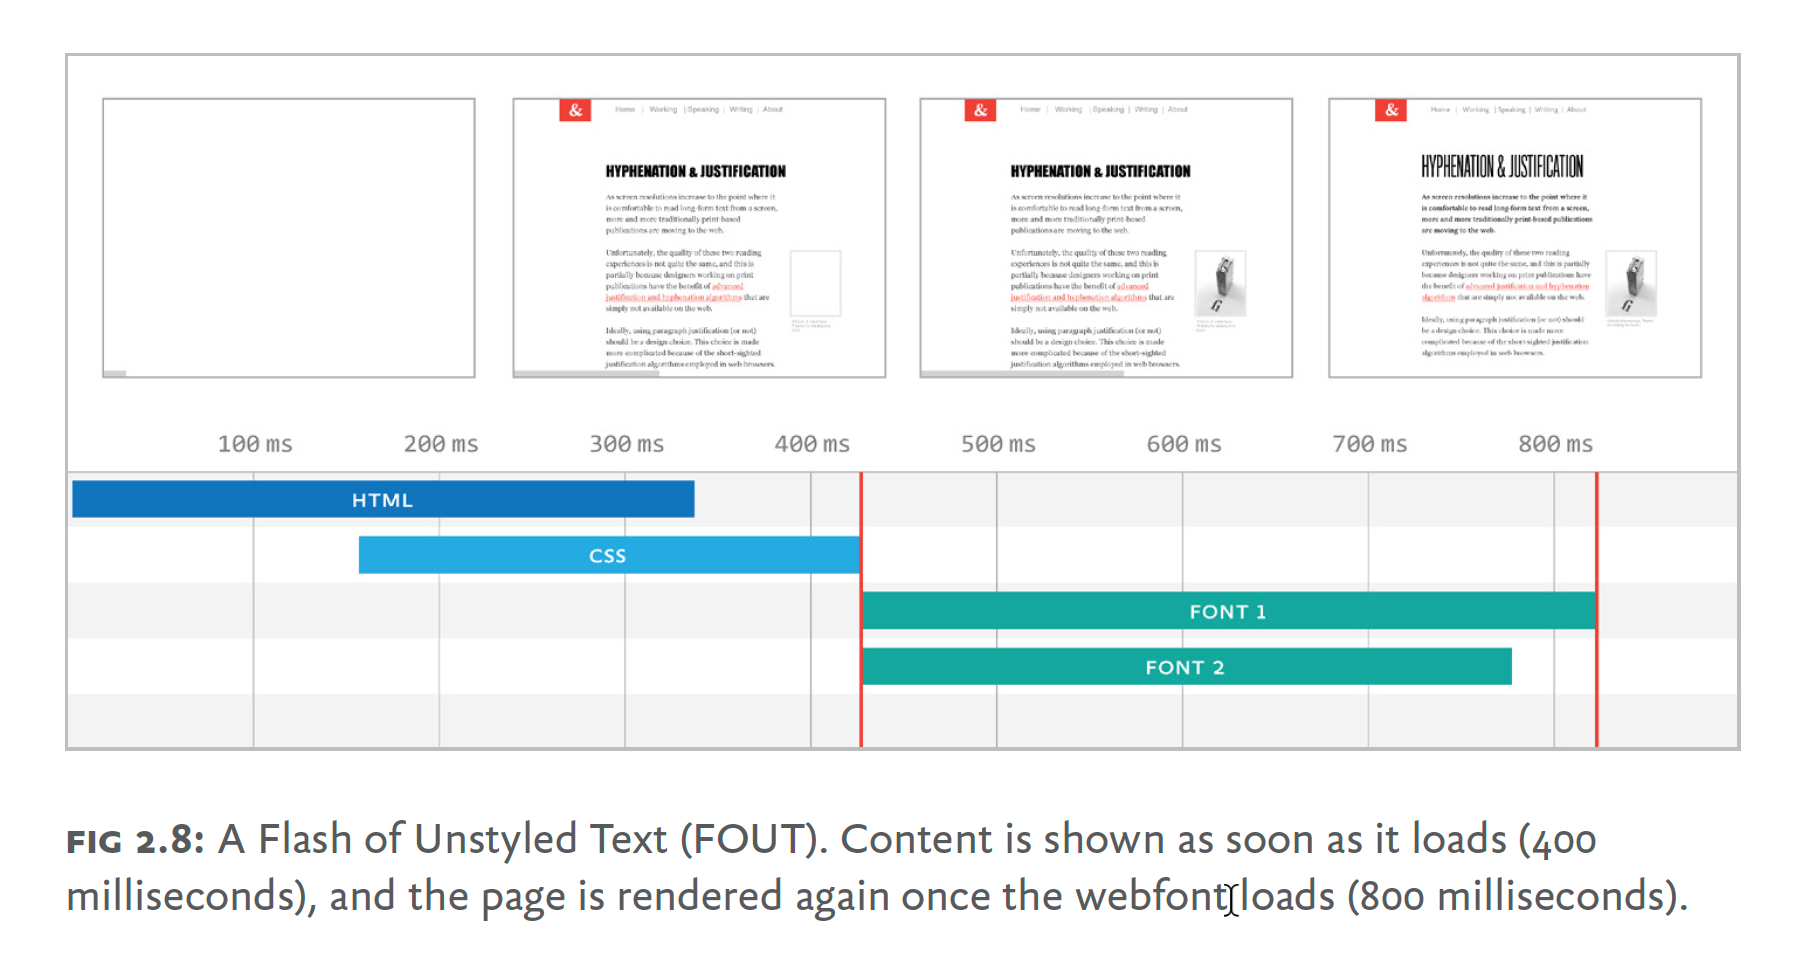 &
Home | Working | Speaking | Writing | About
HYPHENATION & JUSTIFICATION
As screen resolutions increase to the point where it
is comfortable to read long-form text from a screen,
more and more traditionally print-based
publications are moving to the web.
Unfortunately, the quality of these two reading
experiences is not quite the same, and this is
partially because designers working on print
publications have the benefit of advanced
justification and hyphenation algorithms that are
simply not available on the web.
Ideally, using paragraph justification (or not)
should be a design choice. This choice is made
more complicated because of the short-sighted
justification algorithms employed in web browsers.
&
Home | Working | Speaking | Writing | About
HYPHENATION & JUSTIFICATION
As screen resolutions increase to the point where it
is comfortable to read long-form text from a screen,
more and more traditionally print-based
publications are moving to the web.
Unfortunately, the quality of these two reading
experiences is not quite the same, and this is
partially because designers working on print
publications have the benefit of advanced
justification and hyphenation algorithms that are
simply not available on the web.
Ideally, using paragraph justification (or not)
should be a design choice. This choice is made
more complicated because of the short-sighted
justification algorithms employed in web browsers.
&
Home | Working | Speaking | Writing | About
HYPHENATION & JUSTIFICATION
As screen resolutions increase to the point where it
is comfortable to read long-form text from a screen,
more and more traditionally print-based publications
are moving to the web.
Unfortunately, the quality of these two reading
experiences is not quite the same, and this is partially
because designers working on print publications have
the benefit of advanced justification and hyphenation
algorithms that are simply not available on the web.
Ideally, using paragraph justification (or not) should
be a design choice. This choice is made more
complicated because of the short-sighted justification
algorithms employed in web browsers.
100 ms 200 ms 300 ms 400 ms 500 ms 600 ms 700 ms 800 ms
HTML
CSS
FONT 1
FONT 2
FIG 2.8: A Flash of Unstyled Text (FOUT). Content is shown as soon as it loads (400
milliseconds), and the page is rendered again once the webfont loads (800 milliseconds).